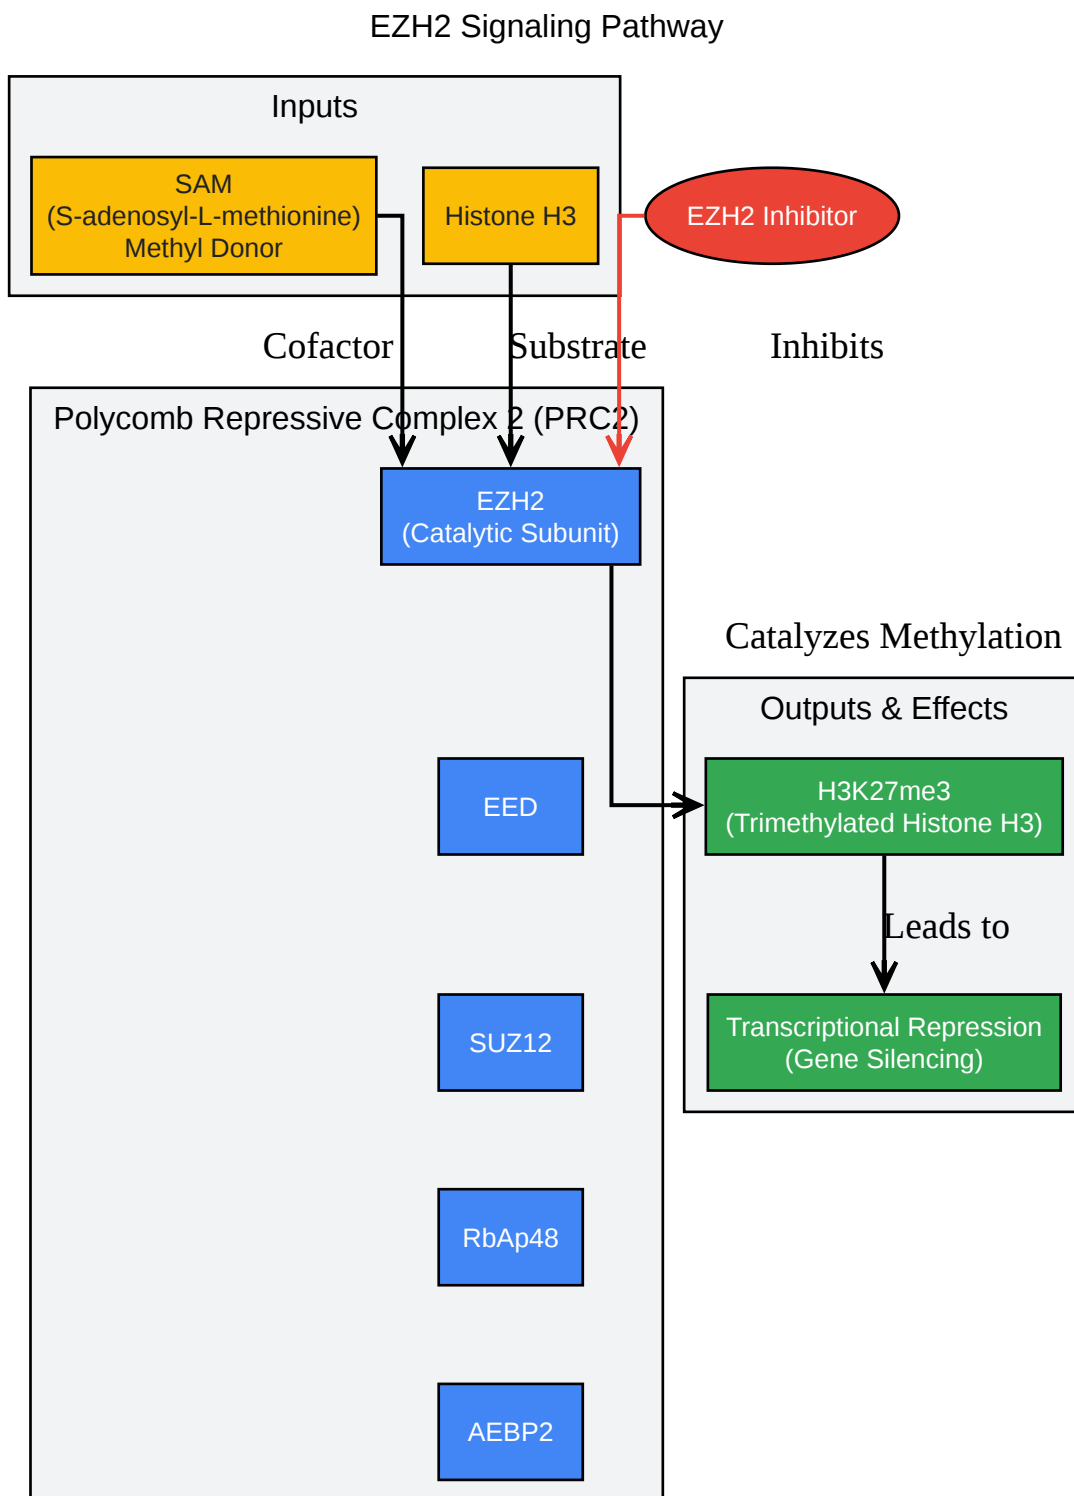 EZH2 Signaling Pathway
Inputs
SAM
(S-adenosyl-L-methionine)
Methyl Donor
Histone H3
EZH2 Inhibitor
Cofactor
Substrate
Inhibits
Polycomb Repressive Complex 2 (PRC2)
EZH2
(Catalytic Subunit)
Catalyzes Methylation
Outputs & Effects
EED
H3K27me3
(Trimethylated Histone H3)
Leads to
SUZ12
Transcriptional Repression
(Gene Silencing)
RbAp48
AEBP2